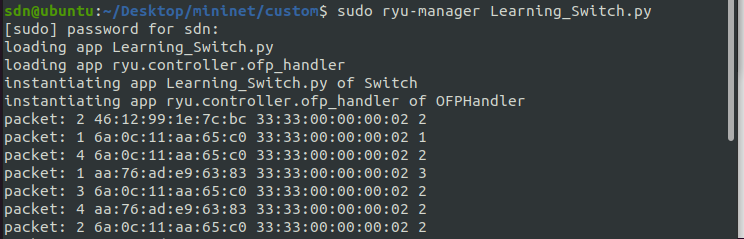 sdn@ubuntu:~/Desktop/mininet/custom$ sudo ryu-manager Learning_Switch.py
[sudo] password for sdn:
loading app Learning_Switch.py
loading app ryu.controller.ofp_handler
instantiating app Learning_Switch.py of Switch
instantiating app ryu.controller.ofp_handler of OFPHandler
packet: 2 46:12:99:1e:7c:bc 33:33:00:00:00:02 2
packet: 1 6a:0c:11:aa:65:c0 33:33:00:00:00:02 1
packet: 4 6a:0c:11:aa:65:c0 33:33:00:00:00:02 2
packet: 1 aa:76:ad:e9:63:83 33:33:00:00:00:02 3
packet: 3 6a:0c:11:aa:65:c0 33:33:00:00:00:02 2
packet: 4 aa:76:ad:e9:63:83 33:33:00:00:00:02 2
packet: 2 6a:0c:11:aa:65:c0 33:33:00:00:00:02 2